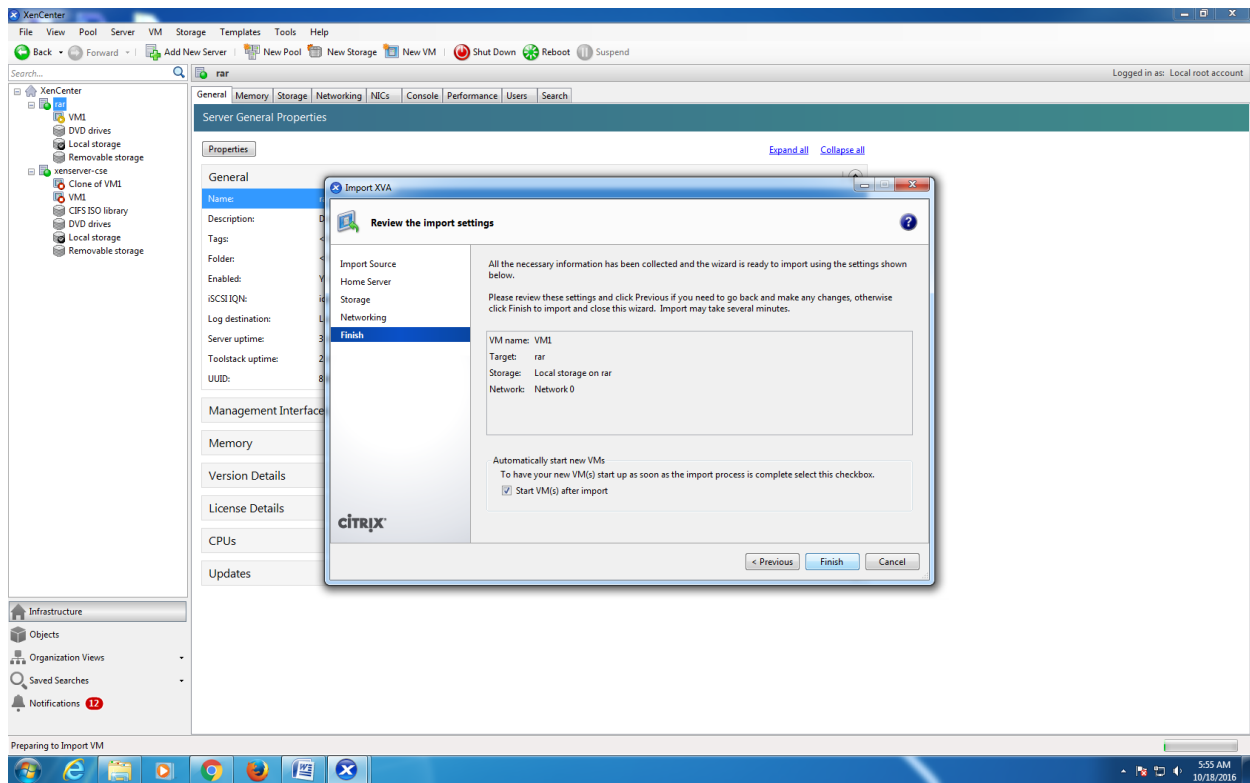 XenCenter
File View Pool Server VM Storage Templates Tools Help
Back Forward Add New Server New Pool New Storage New VM Shut Down Reboot Suspend
Search...
rar
Logged in as: Local root account
XenCenter
rar
VM1
DVD drives
Local storage
Removable storage
xenserver-cse
Clone of VM1
VM1
CIFS ISO library
DVD drives
Local storage
Removable storage
General Memory Storage Networking NICs Console Performance Users Search
Server General Properties
Properties
Expand all Collapse all
General
Name:
Description:
Tags:
Folder:
Enabled:
iSCSI IQN:
Log destination:
Server uptime:
Toolstack uptime:
UUID:
Management Interface
Memory
Version Details
License Details
CPUs
Updates
Import XVA
Review the import settings
Import Source
Home Server
Storage
Networking
Finish
CITRIX
All the necessary information has been collected and the wizard is ready to import using the settings shown
below.
Please review these settings and click Previous if you need to go back and make any changes, otherwise
click Finish to import and close this wizard. Import may take several minutes.
VM name: VM1
Target: rar
Storage: Local storage on rar
Network: Network 0
Automatically start new VMs
To have your new VM(s) start up as soon as the import process is complete select this checkbox.
Start VM(s) after import
< Previous Finish Cancel
Infrastructure
Objects
Organization Views
Saved Searches
Notifications 12
Preparing to Import VM
5:55 AM
10/18/2016